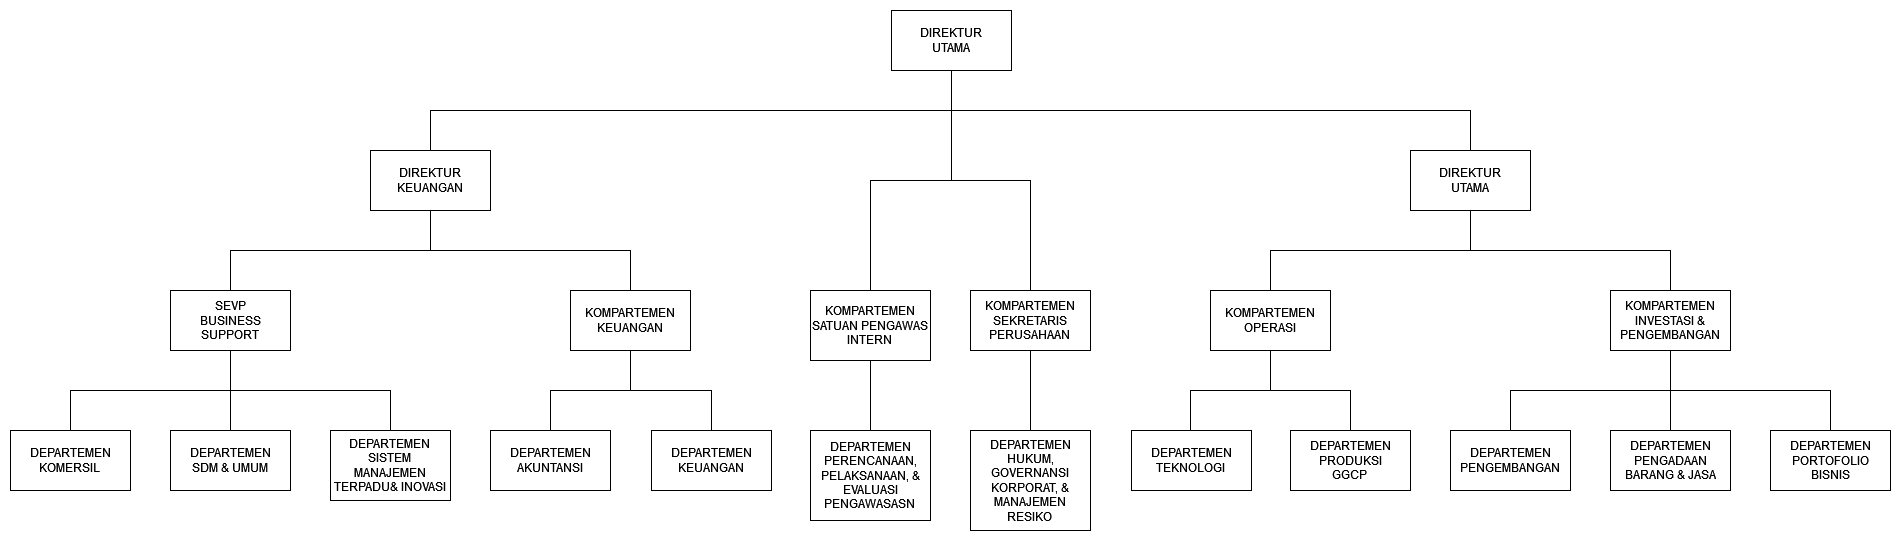 DIREKTUR
UTAMA
DIREKTUR
KEUANGAN
DIREKTUR
UTAMA
SEVP
BUSINESS
SUPPORT
KOMPARTEMEN
KEUANGAN
KOMPARTEMEN
SATUAN PENGAWAS
INTERN
KOMPARTEMEN
SEKRETARIS
PERUSAHAAN
KOMPARTEMEN
OPERASI
KOMPARTEMEN
INVESTASI &
PENGEMBANGAN
DEPARTEMEN
KOMERSIL
DEPARTEMEN
SDM & UMUM
DEPARTEMEN
SISTEM
MANAJEMEN
TERPADU& INOVASI
DEPARTEMEN
AKUNTANSI
DEPARTEMEN
KEUANGAN
DEPARTEMEN
PERENCANAAN,
PELAKSANAAN, &
EVALUASI
PENGAWASASN
DEPARTEMEN
HUKUM,
GOVERNANSI
KORPORAT, &
MANAJEMEN
RESIKO
DEPARTEMEN
TEKNOLOGI
DEPARTEMEN
PRODUKSI
GGCP
DEPARTEMEN
PENGEMBANGAN
DEPARTEMEN
PENGADAAN
BARANG & JASA
DEPARTEMEN
PORTOFOLIO
BISNIS